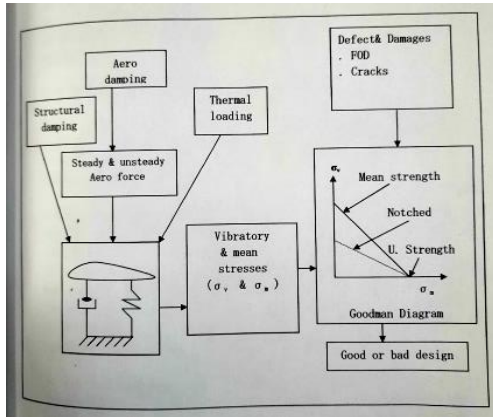 Aero
damping
Structural
damping
Thermal
loading
Steady & unsteady
Aero force
Vibratory
& mean
stresses
(σᵥ & σₘ)
Defect& Damages
. FOD
. Cracks
σᵥ
Mean strength
Notched
U. Strength
σₘ
Goodman Diagram
Good or bad design